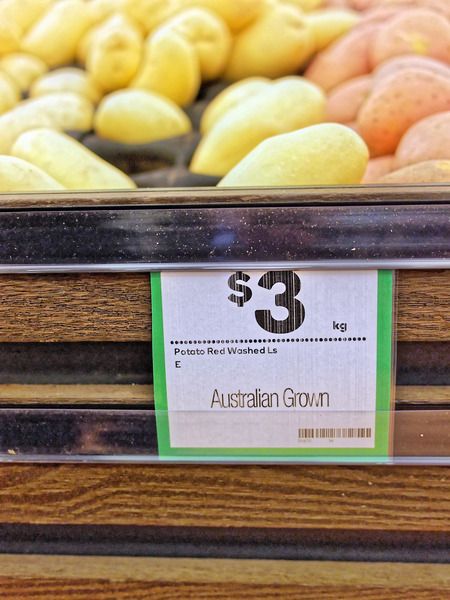 $3 kg
Potato Red Washed Ls
E
Australian Grown